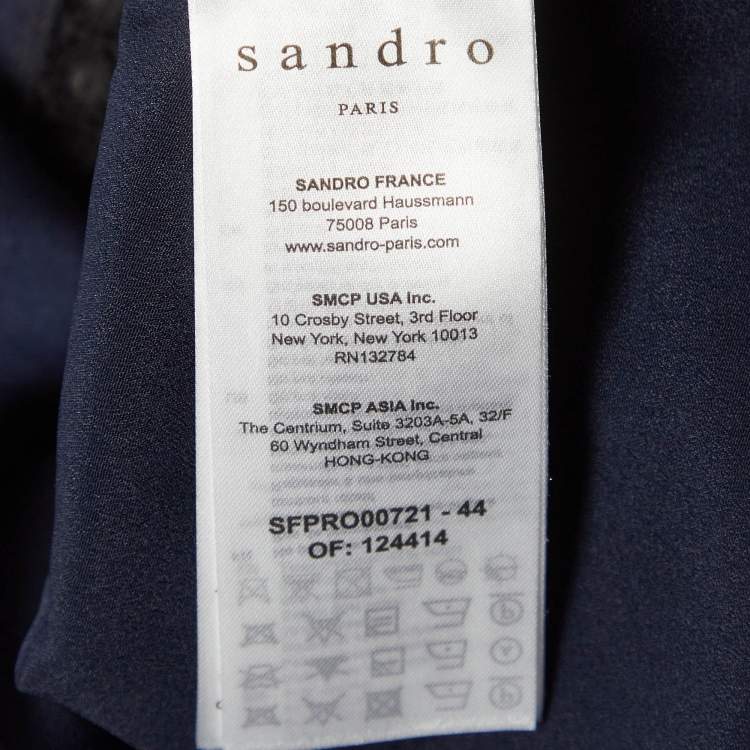 sandro
PARIS
SANDRO FRANCE
150 boulevard Haussmann
75008 Paris
www.sandro-paris.com
SMCP USA Inc.
10 Crosby Street, 3rd Floor
New York, New York 10013
RN132784
SMCP ASIA Inc.
The Centrium, Suite 3203A-5A, 32/F
60 Wyndham Street, Central
HONG-KONG
SFPRO00721 - 44
OF: 124414